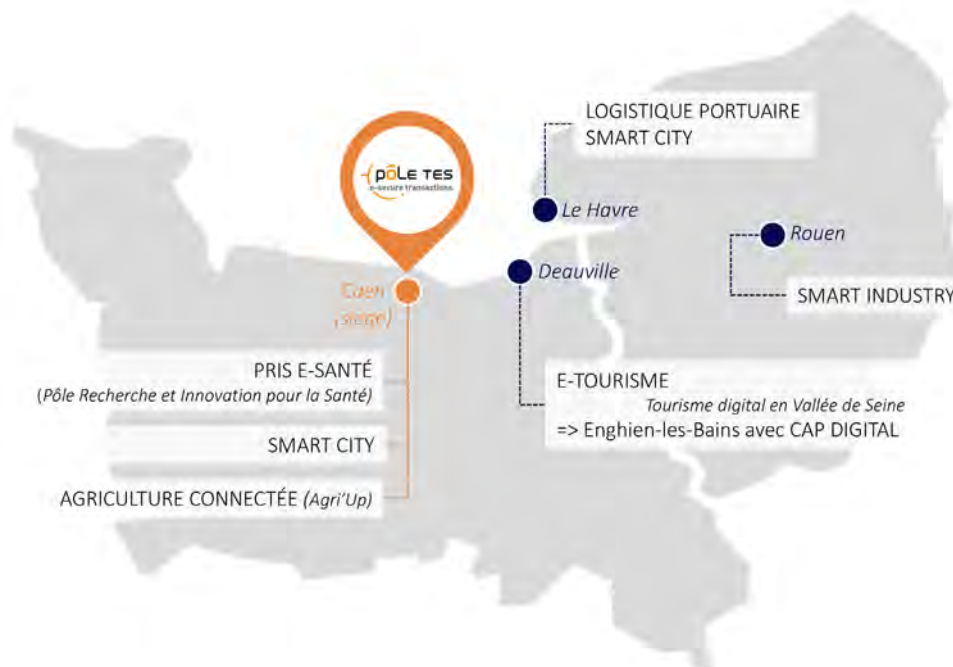 LOGISTIQUE PORTUAIRE
SMART CITY
pôLe TES
e-secure transactions
Le Havre
Rouen
Deauville
SMART INDUSTRY
Caen
(siège)
PRIS E-SANTÉ
(Pôle Recherche et Innovation pour la Santé)
SMART CITY
AGRICULTURE CONNECTÉE (Agri'Up)
E-TOURISME
Tourisme digital en Vallée de Seine
=> Enghien-les-Bains avec CAP DIGITAL